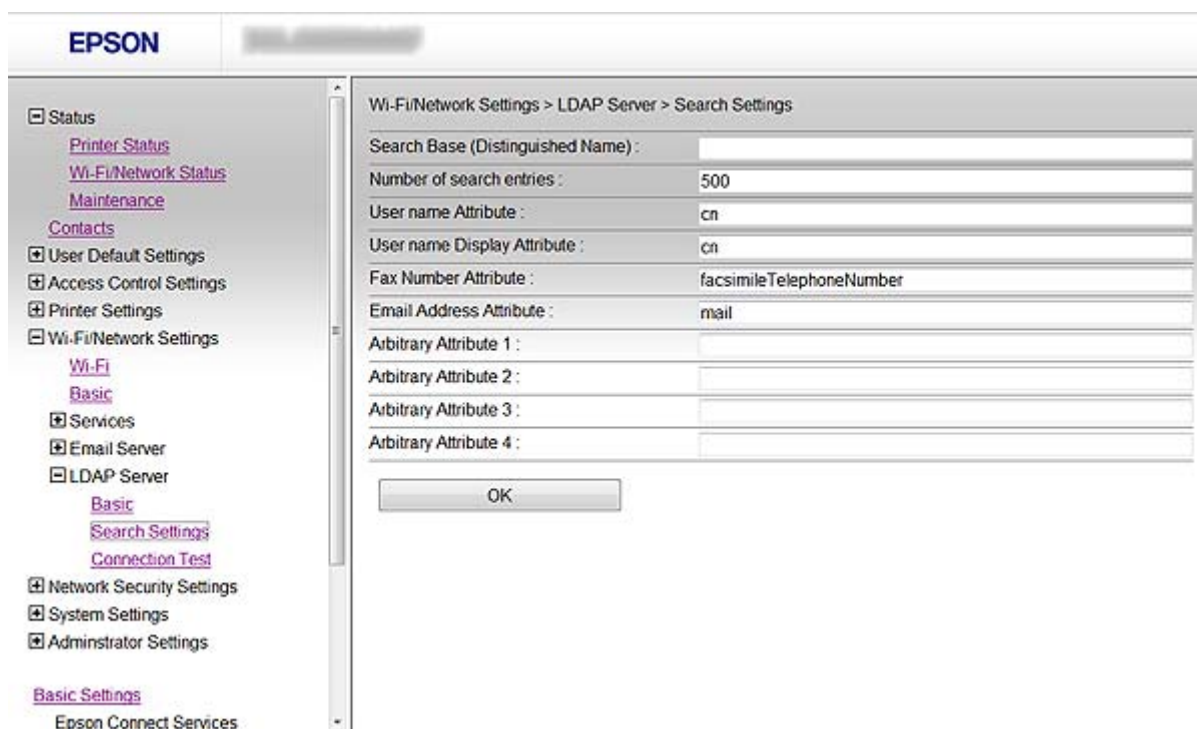 EPSON
Status
Printer Status
Wi-Fi/Network Status
Maintenance
Contacts
User Default Settings
Access Control Settings
Printer Settings
Wi-Fi/Network Settings
Wi-Fi
Basic
Services
Email Server
LDAP Server
Basic
Search Settings
Connection Test
Network Security Settings
System Settings
Adminstrator Settings
Basic Settings
Epson Connect Services
Wi-Fi/Network Settings > LDAP Server > Search Settings
Search Base (Distinguished Name) :
Number of search entries : 500
User name Attribute : cn
User name Display Attribute : cn
Fax Number Attribute : facsimileTelephoneNumber
Email Address Attribute : mail
Arbitrary Attribute 1 :
Arbitrary Attribute 2 :
Arbitrary Attribute 3 :
Arbitrary Attribute 4 :
OK